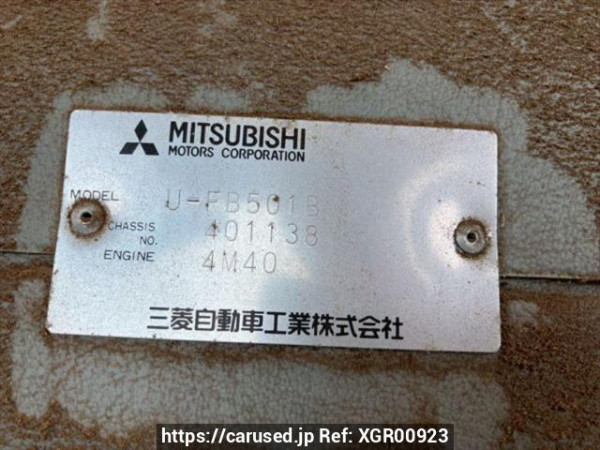 MITSUBISHI
MOTORS CORPORATION
MODEL U-FB501B
CHASSIS NO. 401138
ENGINE 4M40
三菱自動車工業株式会社
https://carused.jp Ref: XGR00923